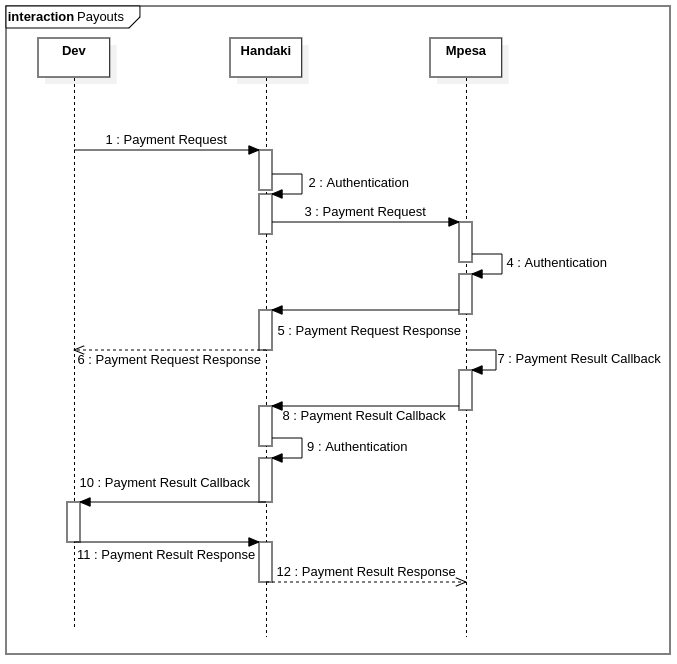 interaction Payouts
Dev
Handaki
Mpesa
1 : Payment Request
2 : Authentication
3 : Payment Request
4 : Authentication
5 : Payment Request Response
6 : Payment Request Response
7 : Payment Result Callback
8 : Payment Result Callback
9 : Authentication
10 : Payment Result Callback
11 : Payment Result Response
12 : Payment Result Response